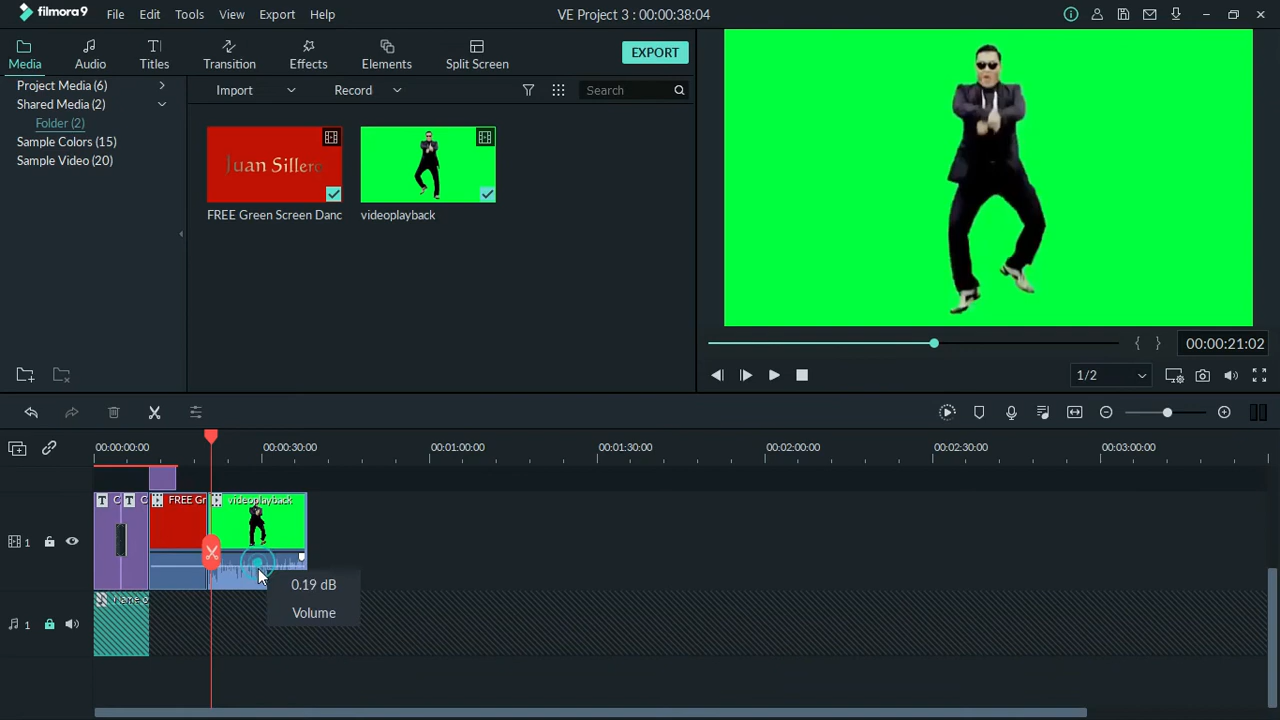 filmora9
File Edit Tools View Export Help
VE Project 3 : 00:00:38:04
Media Audio Titles Transition Effects Elements Split Screen
EXPORT
Project Media (6)
Shared Media (2)
Folder (2)
Sample Colors (15)
Sample Video (20)
Import Record Search
Juan Sillero
FREE Green Screen Danc videoplayback
00:00:21:02
1/2
00:00:00:00 00:00:30:00 00:01:00:00 00:01:30:00 00:02:00:00 00:02:30:00 00:03:00:00
T C T C FREE Gr videoplayback
1
0.19 dB
Volume
1